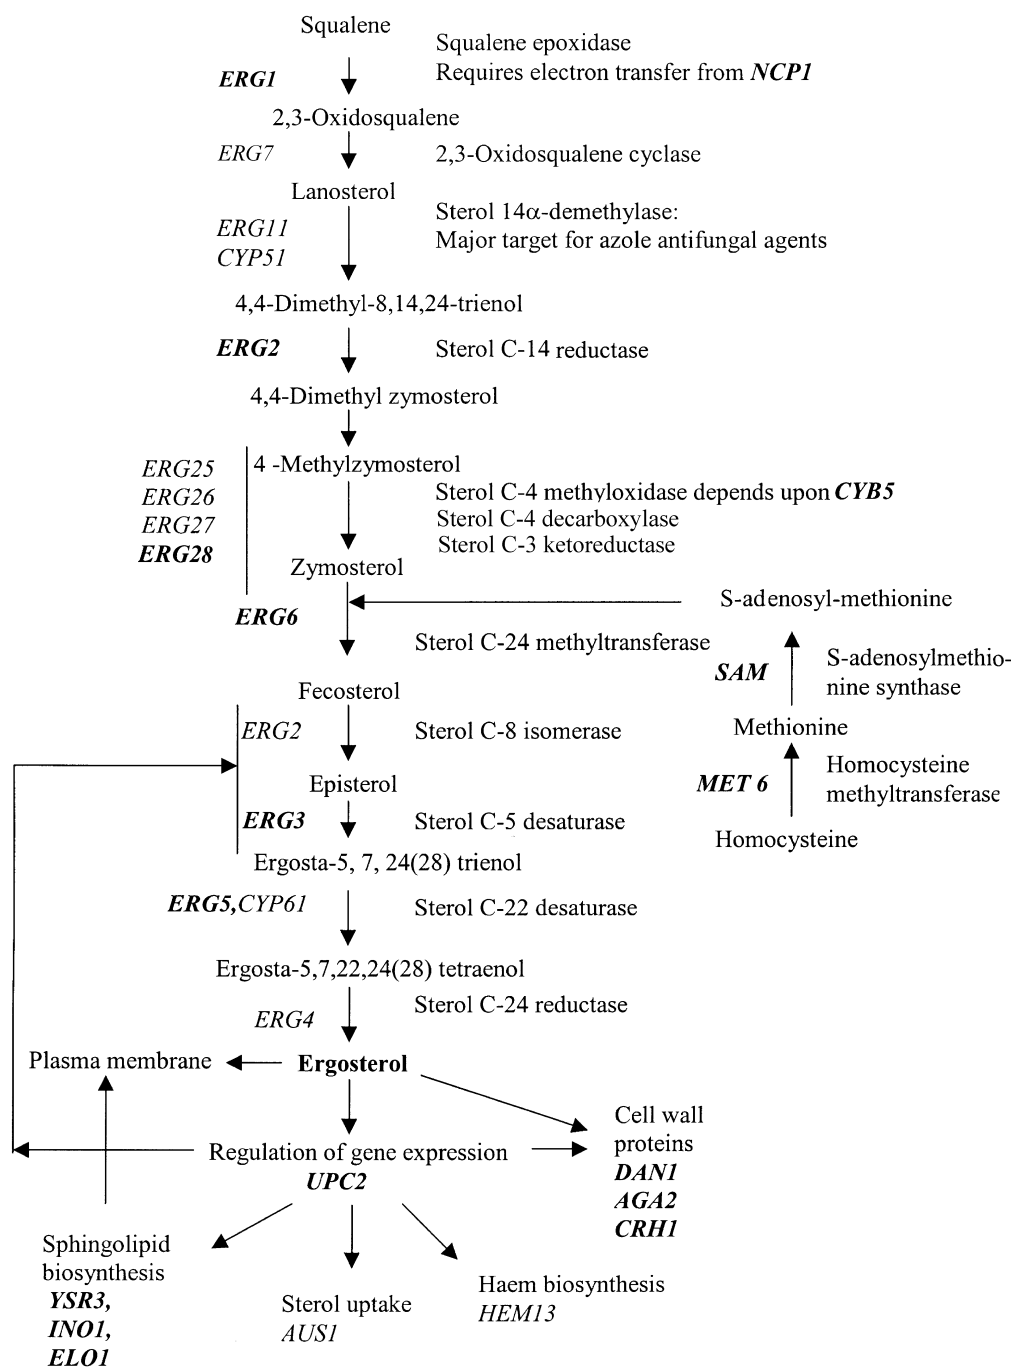 Squalene
Squalene epoxidase
ERG1
Requires electron transfer from NCP1
2,3-Oxidosqualene
ERG7
2,3-Oxidosqualene cyclase
Lanosterol
ERG11
CYP51
Sterol 14α-demethylase:
Major target for azole antifungal agents
4,4-Dimethyl-8,14,24-trienol
ERG2
Sterol C-14 reductase
4,4-Dimethyl zymosterol
4 -Methylzymosterol
ERG25
ERG26
ERG27
ERG28
Sterol C-4 methyloxidase depends upon CYB5
Sterol C-4 decarboxylase
Sterol C-3 ketoreductase
Zymosterol
ERG6
S-adenosyl-methionine
Sterol C-24 methyltransferase
SAM
S-adenosylmethio-
nine synthase
Fecosterol
ERG2
Sterol C-8 isomerase
Methionine
Episterol
MET 6
Homocysteine
methyltransferase
ERG3
Sterol C-5 desaturase
Homocysteine
Ergosta-5, 7, 24(28) trienol
ERG5,CYP61
Sterol C-22 desaturase
Ergosta-5,7,22,24(28) tetraenol
ERG4
Sterol C-24 reductase
Plasma membrane
Ergosterol
Cell wall
proteins
DAN1
AGA2
CRH1
Regulation of gene expression
UPC2
Sphingolipid
biosynthesis
YSR3,
INO1,
ELO1
Sterol uptake
AUS1
Haem biosynthesis
HEM13